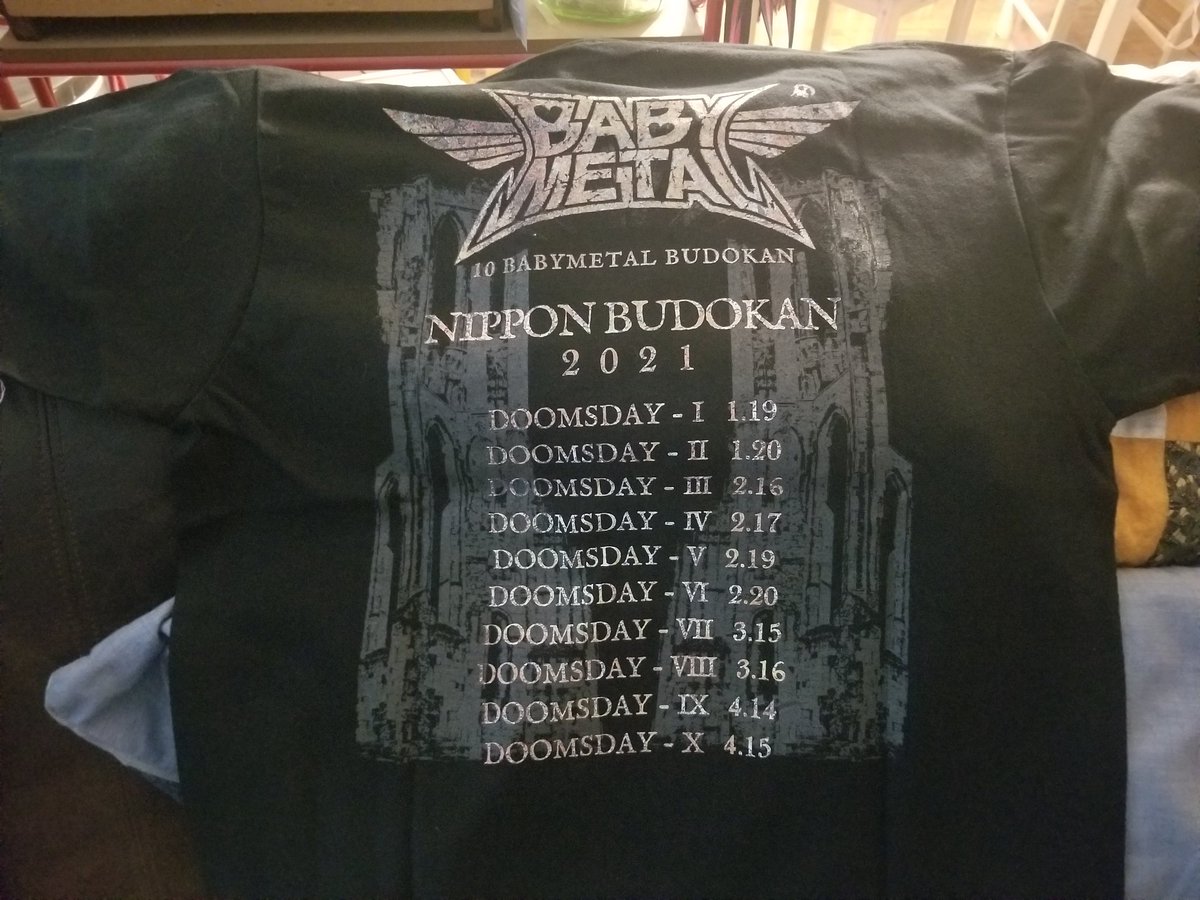 BABY
METAL
10 BABYMETAL BUDOKAN
NIPPON BUDOKAN
2021
DOOMSDAY - I 1.19
DOOMSDAY - II 1.20
DOOMSDAY - III 2.16
DOOMSDAY - IV 2.17
DOOMSDAY - V 2.19
DOOMSDAY - VI 2.20
DOOMSDAY - VII 3.15
DOOMSDAY - VIII 3.16
DOOMSDAY - IX 4.14
DOOMSDAY - X 4.15